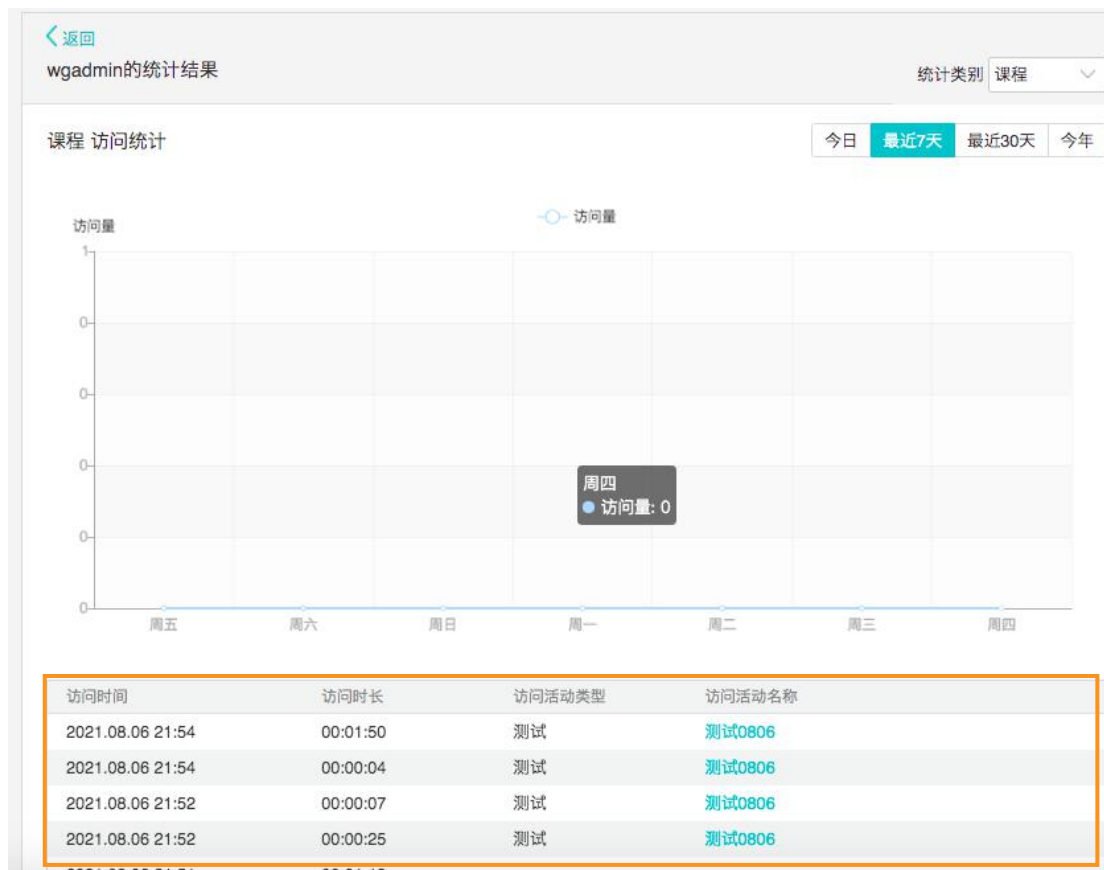 返回
wgadmin的统计结果
统计类别 课程
课程 访问统计
今日 最近7天 最近30天 今年
访问量
访问量
1
0
0
0
0
0
周四
访问量: 0
周五 周六 周日 周一 周二 周三 周四
访问时间 访问时长 访问活动类型 访问活动名称
2021.08.06 21:54 00:01:50 测试 测试0806
2021.08.06 21:54 00:00:04 测试 测试0806
2021.08.06 21:52 00:00:07 测试 测试0806
2021.08.06 21:52 00:00:25 测试 测试0806